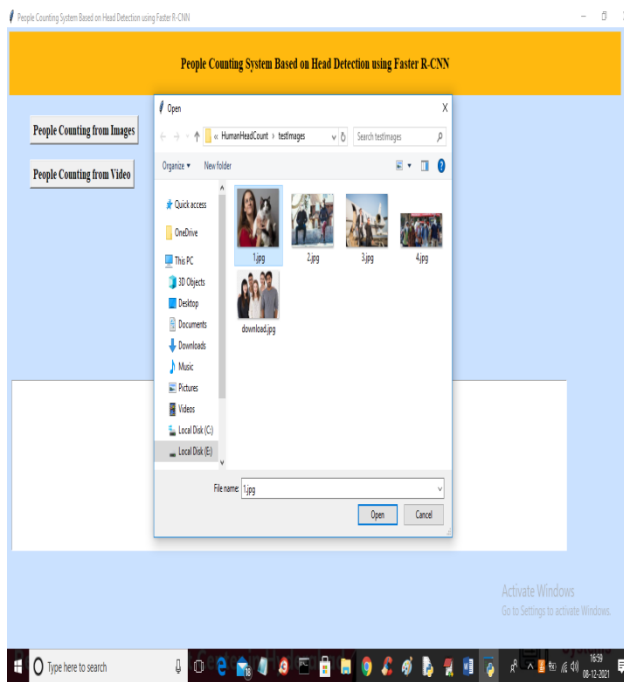 People Counting System Based on Head Detection using Faster R-CNN
People Counting System Based on Head Detection using Faster R-CNN
People Counting from Images
People Counting from Video
Open
« HumanHeadCount › testImages
Search testImages
Organize
New folder
Quick access
OneDrive
This PC
3D Objects
Desktop
Documents
Downloads
Music
Pictures
Videos
Local Disk (C:)
Local Disk (E:)
1.jpg
2.jpg
3.jpg
4.jpg
download.jpg
File name: 1.jpg
Open
Cancel
Activate Windows
Go to Settings to activate Windows.
Type here to search
16:59
08-12-2021